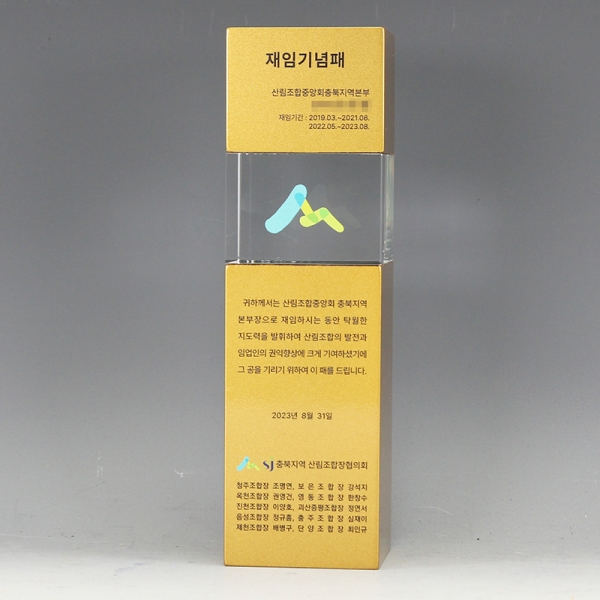 재임기념패
산림조합중앙회충북지역본부
재임기간 : 2019.03.~2021.06.
2022.05.~2023.08.
귀하께서는 산림조합중앙회 충북지역
본부장으로 재임하시는 동안 탁월한
지도력을 발휘하여 산림조합의 발전과
임업인의 권익향상에 크게 기여하셨기에
그 공을 기리기 위하여 이 패를 드립니다.
2023년 8월 31일
SJ 충북지역 산림조합장협의회
청주조합장 조명연, 보은조합장 강석지
옥천조합장 권영건, 영동조합장 한창수
진천조합장 이양호, 괴산증평조합장 정연서
음성조합장 정규흠, 충주조합장 심재이
제천조합장 배병구, 단양조합장 최인규